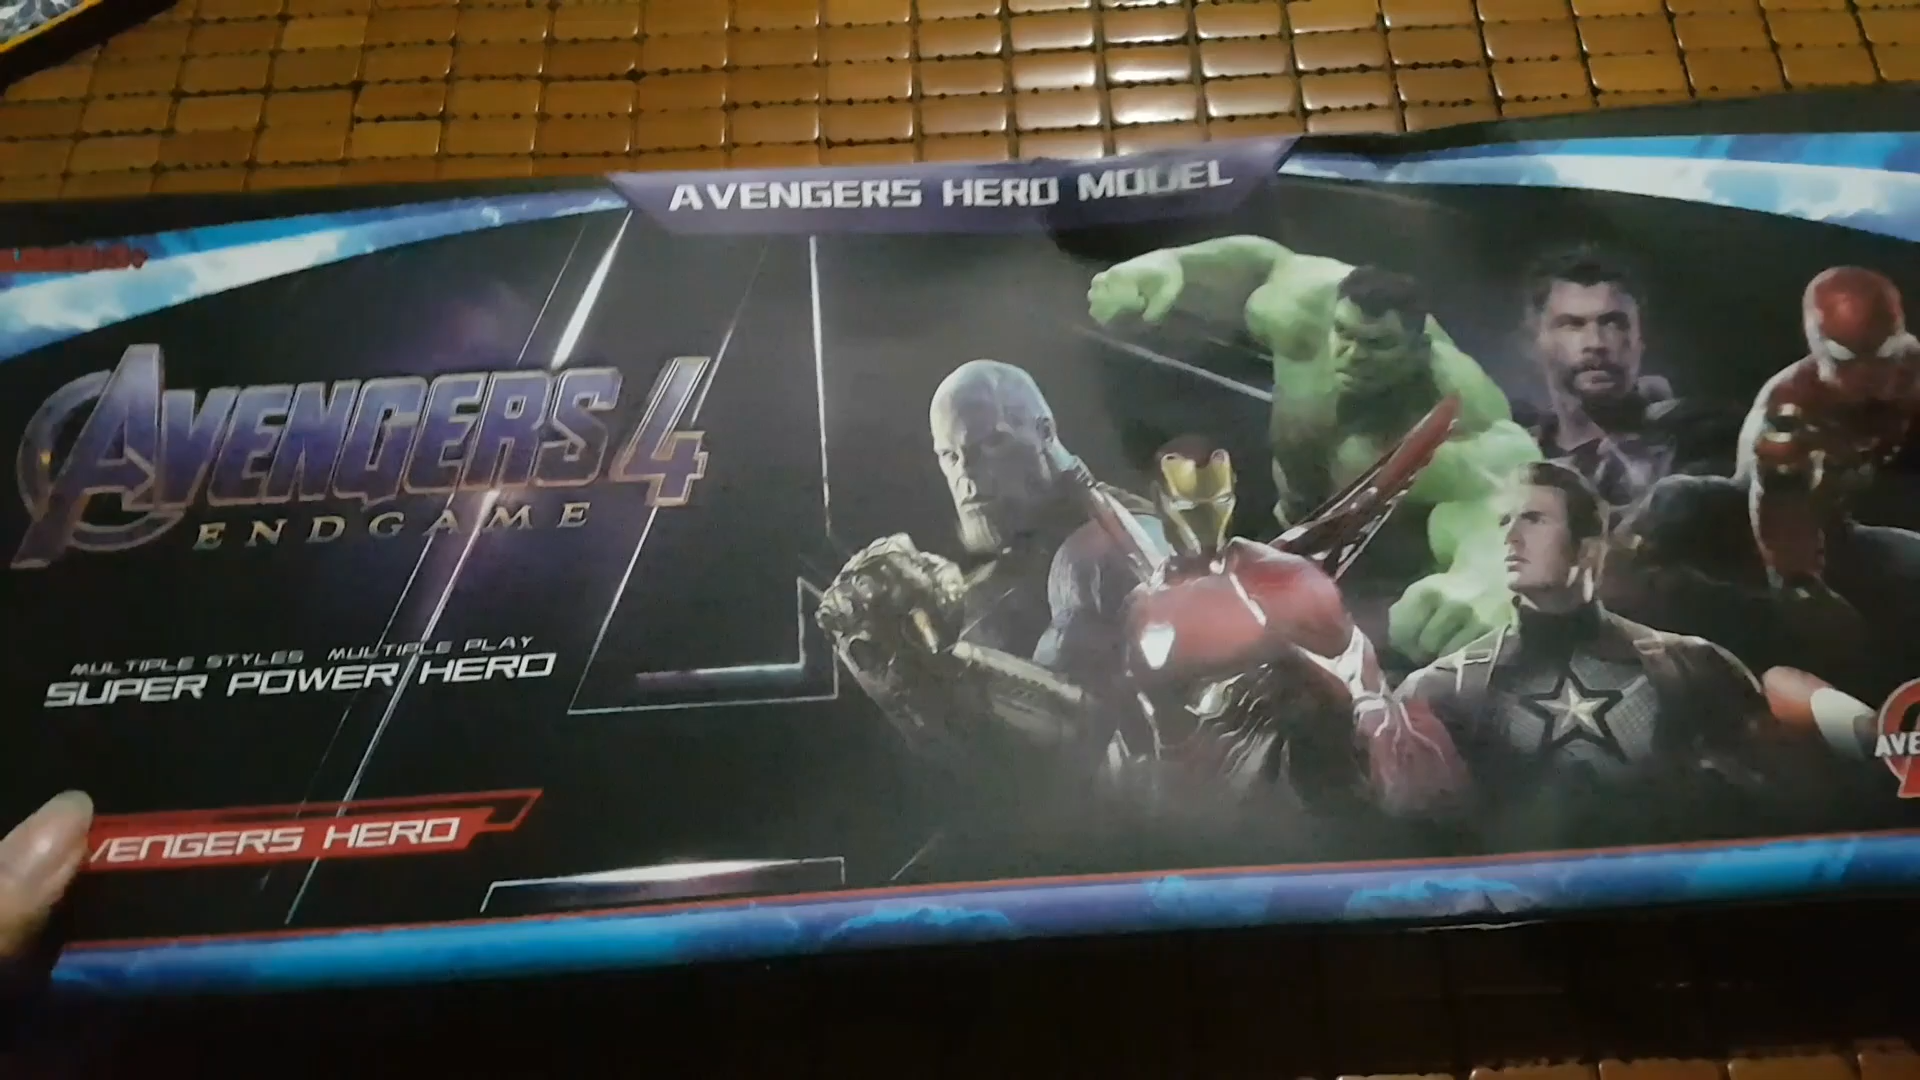 AVENGERS HERO MODEL
AVENGERS 4
ENDGAME
MULTIPLE STYLES MULTIPLE PLAY
SUPER POWER HERO
VENGERS HERO
AVE